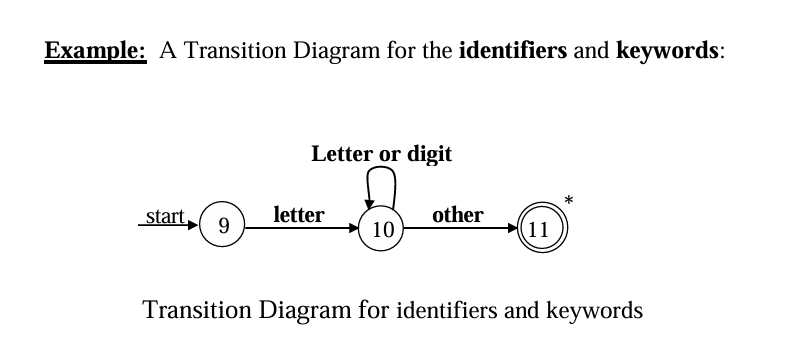 Example: A Transition Diagram for the identifiers and keywords:
Letter or digit
*
start letter other
9 10 11
Transition Diagram for identifiers and keywords